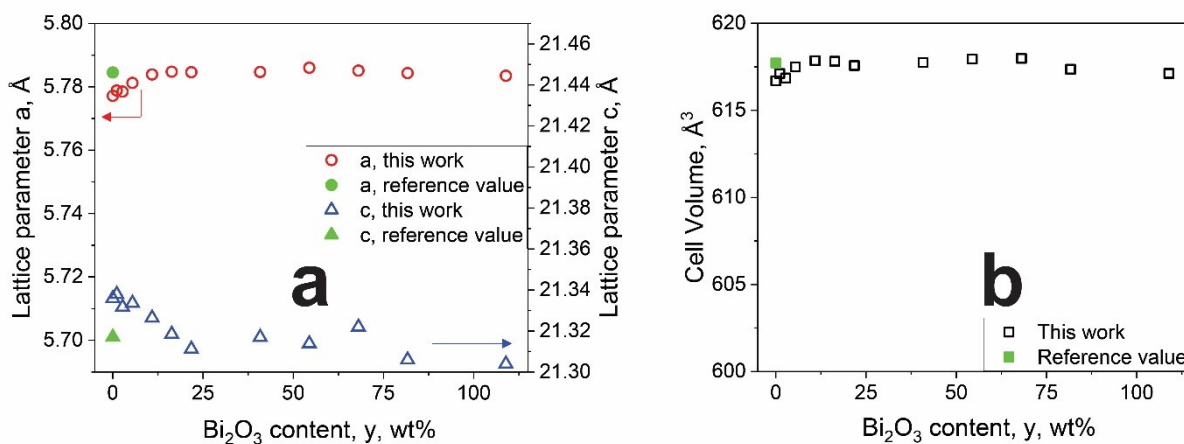 5.80
5.78
5.76
5.74
5.72
5.70
Lattice parameter a, Å
21.46
21.44
21.42
21.40
21.38
21.36
21.34
21.32
21.30
Lattice parameter c, Å
a, this work
a, reference value
c, this work
c, reference value
a
0 25 50 75 100
Bi₂O₃ content, y, wt%
620
615
610
605
600
Cell Volume, Å³
b
This work
Reference value
0 25 50 75 100
Bi₂O₃ content, y, wt%